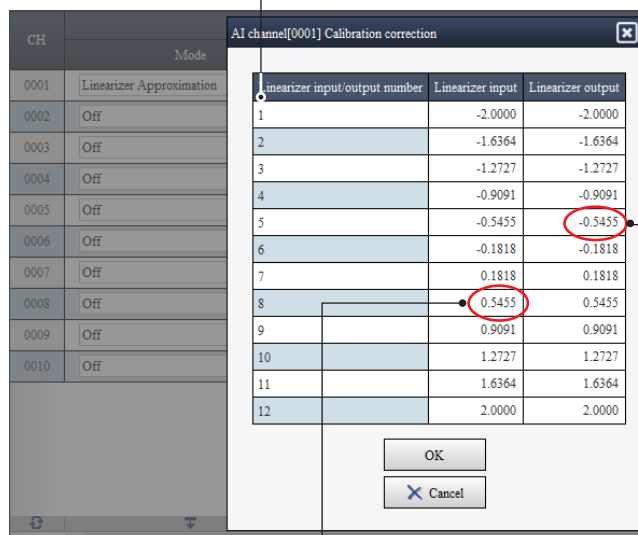 CH
Mode
0001 Linearizer Approximation
0002 Off
0003 Off
0004 Off
0005 Off
0006 Off
0007 Off
0008 Off
0009 Off
0010 Off
AI channel[0001] Calibration correction
Linearizer input/output number Linearizer input Linearizer output
1 -2.0000 -2.0000
2 -1.6364 -1.6364
3 -1.2727 -1.2727
4 -0.9091 -0.9091
5 -0.5455 -0.5455
6 -0.1818 -0.1818
7 0.1818 0.1818
8 0.5455 0.5455
9 0.9091 0.9091
10 1.2727 1.2727
11 1.6364 1.6364
12 2.0000 2.0000
OK
Cancel